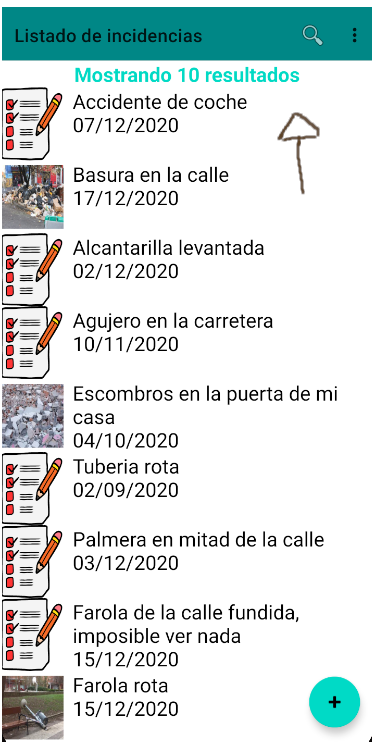 Listado de incidencias
Mostrando 10 resultados
Accidente de coche
07/12/2020
Basura en la calle
17/12/2020
Alcantarilla levantada
02/12/2020
Agujero en la carretera
10/11/2020
Escombros en la puerta de mi
casa
04/10/2020
Tuberia rota
02/09/2020
Palmera en mitad de la calle
03/12/2020
Farola de la calle fundida,
imposible ver nada
15/12/2020
Farola rota
15/12/2020
+